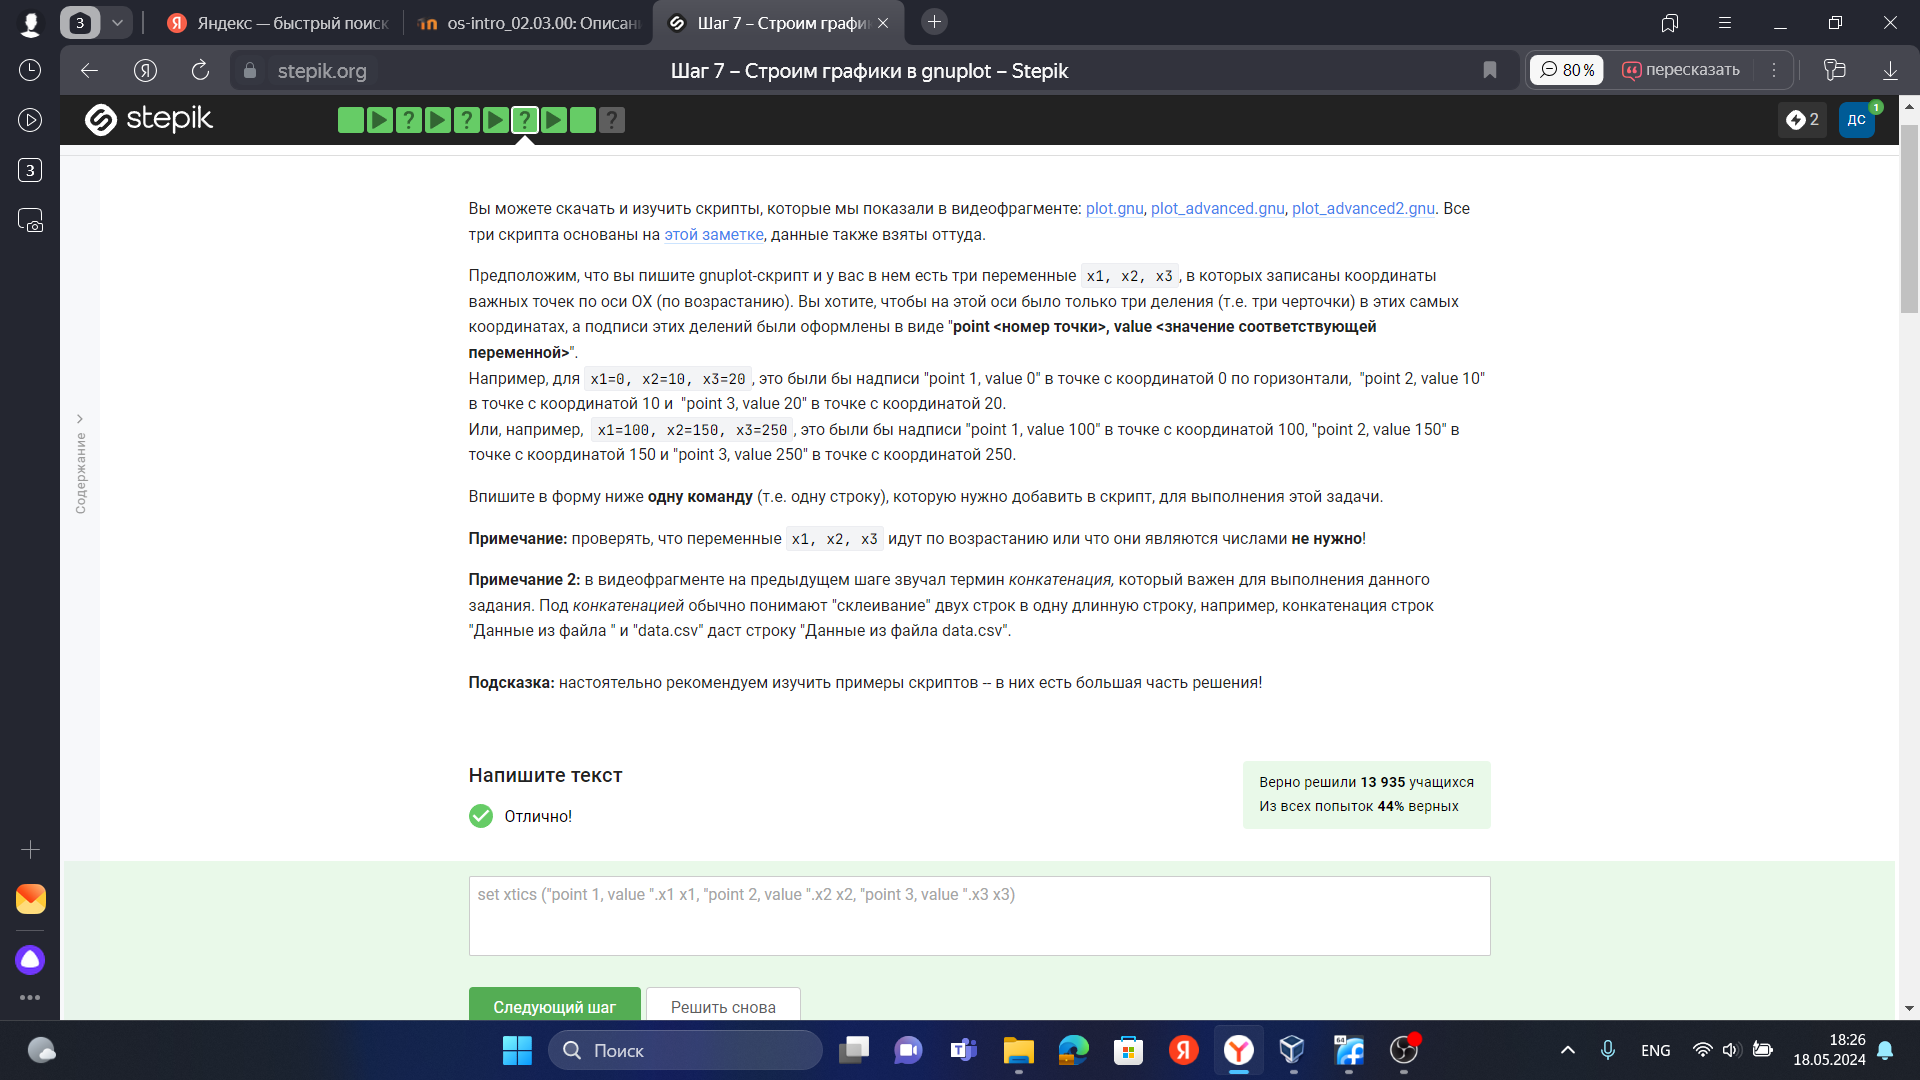 3
Яндекс — быстрый поиск
os-intro_02.03.00: Описан
Шаг 7 – Строим графи
stepik.org
Шаг 7 – Строим графики в gnuplot – Stepik
80 %
пересказать
stepik
2
ДС
1
3
Содержание
Вы можете скачать и изучить скрипты, которые мы показали в видеофрагменте: plot.gnu, plot_advanced.gnu, plot_advanced2.gnu. Все
три скрипта основаны на этой заметке, данные также взяты оттуда.
Предположим, что вы пишите gnuplot-скрипт и у вас в нем есть три переменные x1, x2, x3, в которых записаны координаты
важных точек по оси OX (по возрастанию). Вы хотите, чтобы на этой оси было только три деления (т.е. три черточки) в этих самых
координатах, а подписи этих делений были оформлены в виде "point <номер точки>, value <значение соответствующей
переменной>".
Например, для x1=0, x2=10, x3=20, это были бы надписи "point 1, value 0" в точке с координатой 0 по горизонтали, "point 2, value 10"
в точке с координатой 10 и "point 3, value 20" в точке с координатой 20.
Или, например, x1=100, x2=150, x3=250, это были бы надписи "point 1, value 100" в точке с координатой 100, "point 2, value 150" в
точке с координатой 150 и "point 3, value 250" в точке с координатой 250.
Впишите в форму ниже одну команду (т.е. одну строку), которую нужно добавить в скрипт, для выполнения этой задачи.
Примечание: проверять, что переменные x1, x2, x3 идут по возрастанию или что они являются числами не нужно!
Примечание 2: в видеофрагменте на предыдущем шаге звучал термин конкатенация, который важен для выполнения данного
задания. Под конкатенацией обычно понимают "склеивание" двух строк в одну длинную строку, например, конкатенация строк
"Данные из файла " и "data.csv" даст строку "Данные из файла data.csv".
Подсказка: настоятельно рекомендуем изучить примеры скриптов -- в них есть большая часть решения!
Напишите текст
Отлично!
Верно решили 13 935 учащихся
Из всех попыток 44% верных
set xtics ("point 1, value ".x1 x1, "point 2, value ".x2 x2, "point 3, value ".x3 x3)
Следующий шаг
Решить снова
Поиск
ENG
18:26
18.05.2024